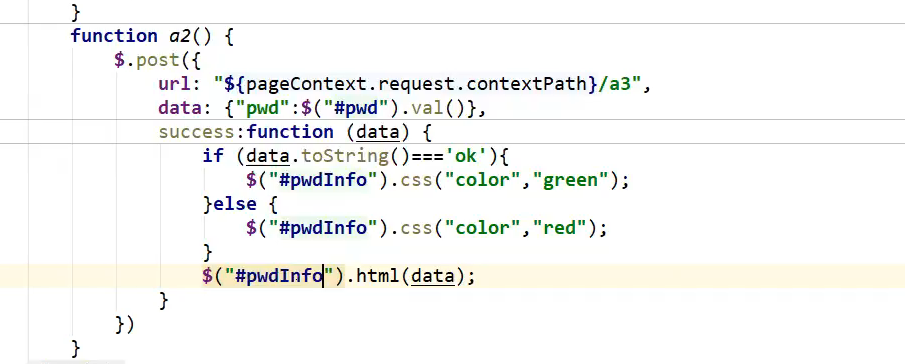 }
function a2() {
$.post({
url: "${pageContext.request.contextPath}/a3",
data: {"pwd":$("#pwd").val()},
success:function (data) {
if (data.toString()==='ok'){
$("#pwdInfo").css("color","green");
}else {
$("#pwdInfo").css("color","red");
}
$("#pwdInfo").html(data);
}
})
}